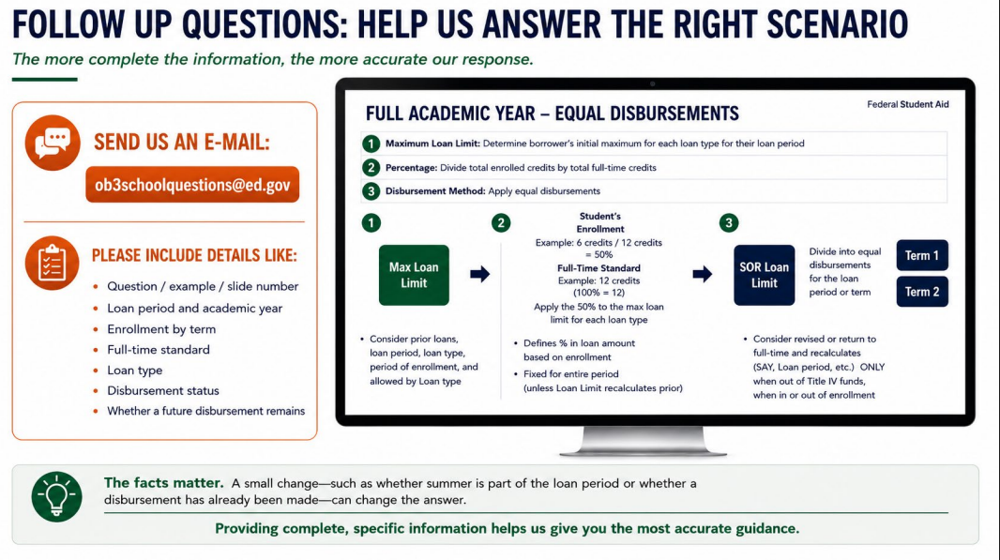 FOLLOW UP QUESTIONS: HELP US ANSWER THE RIGHT SCENARIO
The more complete the information, the more accurate our response.
SEND US AN E-MAIL:
ob3schoolquestions@ed.gov
PLEASE INCLUDE DETAILS LIKE:
• Question / example / slide number
• Loan period and academic year
• Enrollment by term
• Full-time standard
• Loan type
• Disbursement status
• Whether a future disbursement remains
Federal Student Aid
FULL ACADEMIC YEAR – EQUAL DISBURSEMENTS
1 Maximum Loan Limit: Determine borrower's initial maximum for each loan type for their loan period
2 Percentage: Divide total enrolled credits by total full-time credits
3 Disbursement Method: Apply equal disbursements
1
Max Loan
Limit
• Consider prior loans,
loan period, loan type,
period of enrollment, and
allowed by Loan type
2
Student's
Enrollment
Example: 6 credits / 12 credits
= 50%
Full-Time Standard
Example: 12 credits
(100% = 12)
Apply the 50% to the max loan
limit for each loan type
• Defines % in loan amount
based on enrollment
• Fixed for entire period
(unless Loan Limit recalculates prior)
3
SOR Loan
Limit
Divide into equal
disbursements
for the loan
period or term
Term 1
Term 2
• Consider revised or return to
full-time and recalculates
(SAY, Loan period, etc.) ONLY
when out of Title IV funds,
when in or out of enrollment
The facts matter. A small change—such as whether summer is part of the loan period or whether a
disbursement has already been made—can change the answer.
Providing complete, specific information helps us give you the most accurate guidance.